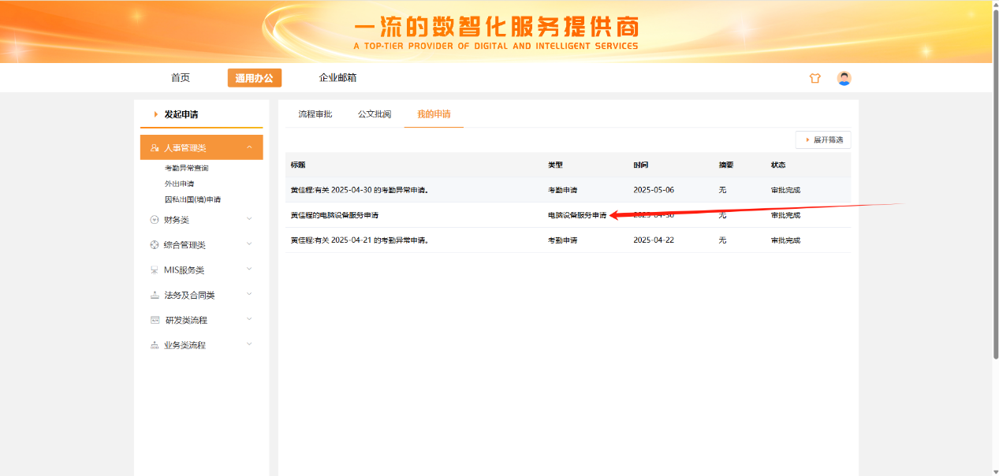 一流的数智化服务提供商
A TOP-TIER PROVIDER OF DIGITAL AND INTELLIGENT SERVICES
首页 通用办公 企业邮箱
发起申请
人事管理类
考勤异常查询
外出申请
因私出国(境)申请
财务类
综合管理类
MIS服务类
法务及合同类
研发类流程
业务类流程
流程审批 公文批阅 我的申请
展开筛选
标题 类型 时间 摘要 状态
黄佳程:有关 2025-04-30 的考勤异常申请。 考勤申请 2025-05-06 无 审批完成
黄佳程的电脑设备服务申请 电脑设备服务申请 2025-04-30 无 审批完成
黄佳程:有关 2025-04-21 的考勤异常申请。 考勤申请 2025-04-22 无 审批完成